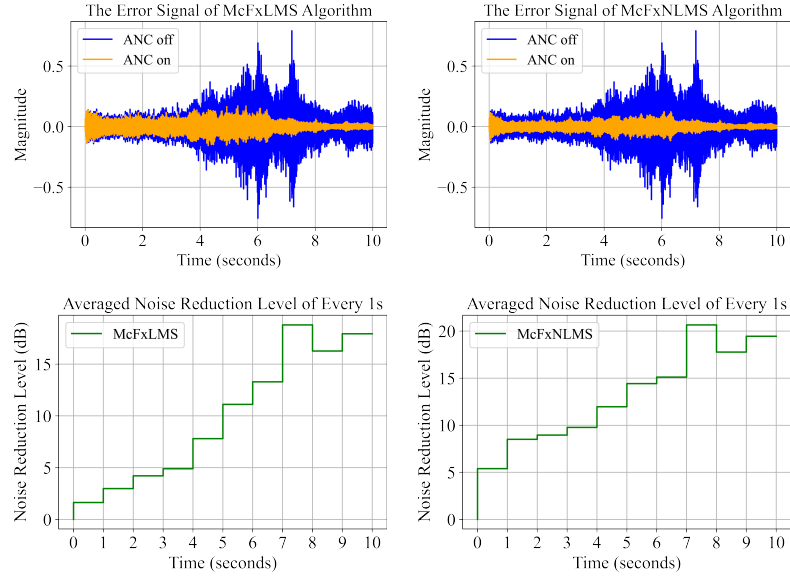 The Error Signal of McFxLMS Algorithm
ANC off
ANC on
Magnitude
0.5
0.0
−0.5
0 2 4 6 8 10
Time (seconds)
The Error Signal of McFxNLMS Algorithm
ANC off
ANC on
Magnitude
0.5
0.0
−0.5
0 2 4 6 8 10
Time (seconds)
Averaged Noise Reduction Level of Every 1s
McFxLMS
Noise Reduction Level (dB)
15
10
5
0
0 1 2 3 4 5 6 7 8 9 10
Time (seconds)
Averaged Noise Reduction Level of Every 1s
McFxNLMS
Noise Reduction Level (dB)
20
15
10
5
0
0 1 2 3 4 5 6 7 8 9 10
Time (seconds)